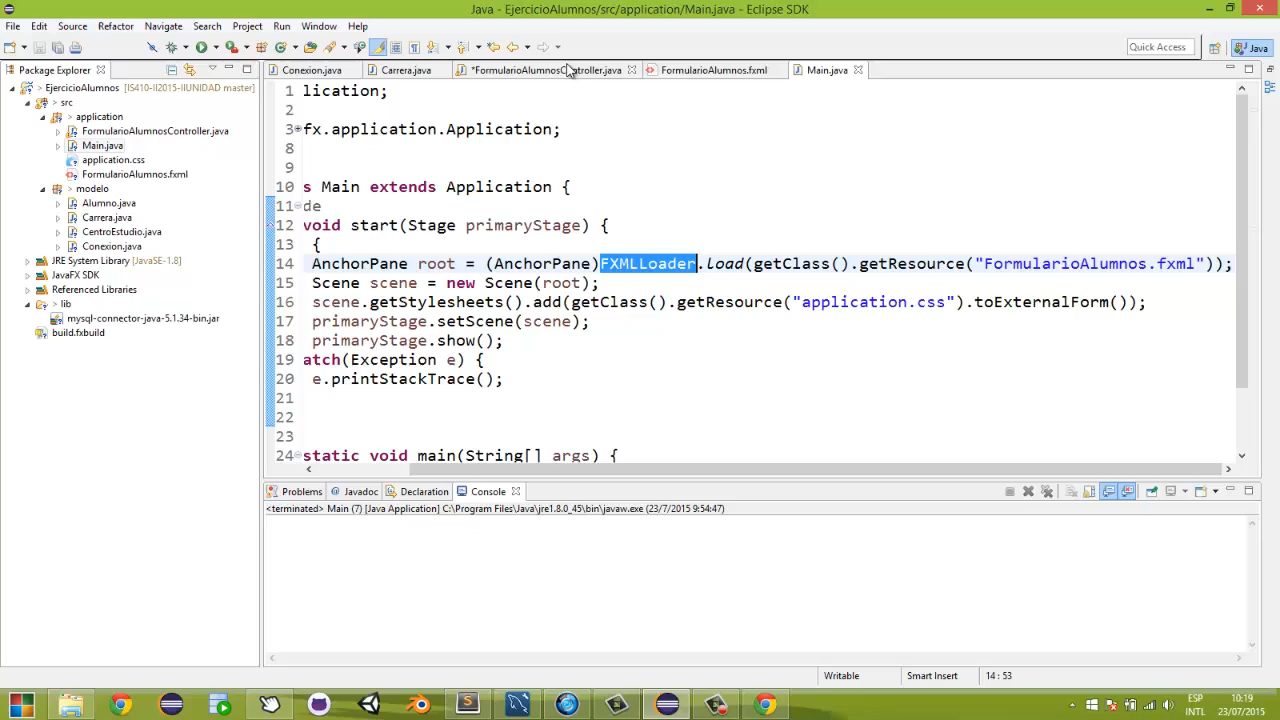 Java - EjercicioAlumnos/src/application/Main.java - Eclipse SDK
File Edit Source Refactor Navigate Search Project Run Window Help
Quick Access
Java
Package Explorer
Conexion.java
Carrera.java
FormularioAlumnos.fxml
Main.java
EjercicioAlumnos [IS410-II2015-IIUNIDAD master]
> src
> application
FormularioAlumnosController.java
Main.java
application.css
FormularioAlumnos.fxml
> modelo
Alumno.java
Carrera.java
CentroEstudio.java
Conexion.java
JRE System Library [JavaSE-1.8]
JavaFX SDK
Referenced Libraries
> lib
mysql-connector-java-5.1.34-bin.jar
build.fxbuild
1 lication;
2
3 fx.application.Application;
8
9
10 s Main extends Application {
11 de
12 void start(Stage primaryStage) {
13 {
14 AnchorPane root = (AnchorPane)FXMLLoader.load(getClass().getResource("FormularioAlumnos.fxml"));
15 Scene scene = new Scene(root);
16 scene.getStylesheets().add(getClass().getResource("application.css").toExternalForm());
17 primaryStage.setScene(scene);
18 primaryStage.show();
19 atch(Exception e) {
20 e.printStackTrace();
21
22
23
24 static void main(String[] args) {
Problems Javadoc Declaration Console
<terminated> Main (7) [Java Application] C:\Program Files\Java\jre1.8.0_45\bin\javaw.exe (23/7/2015 9:54:47)
Writable Smart Insert 14 : 53
ESP
INTL
10:19
23/07/2015